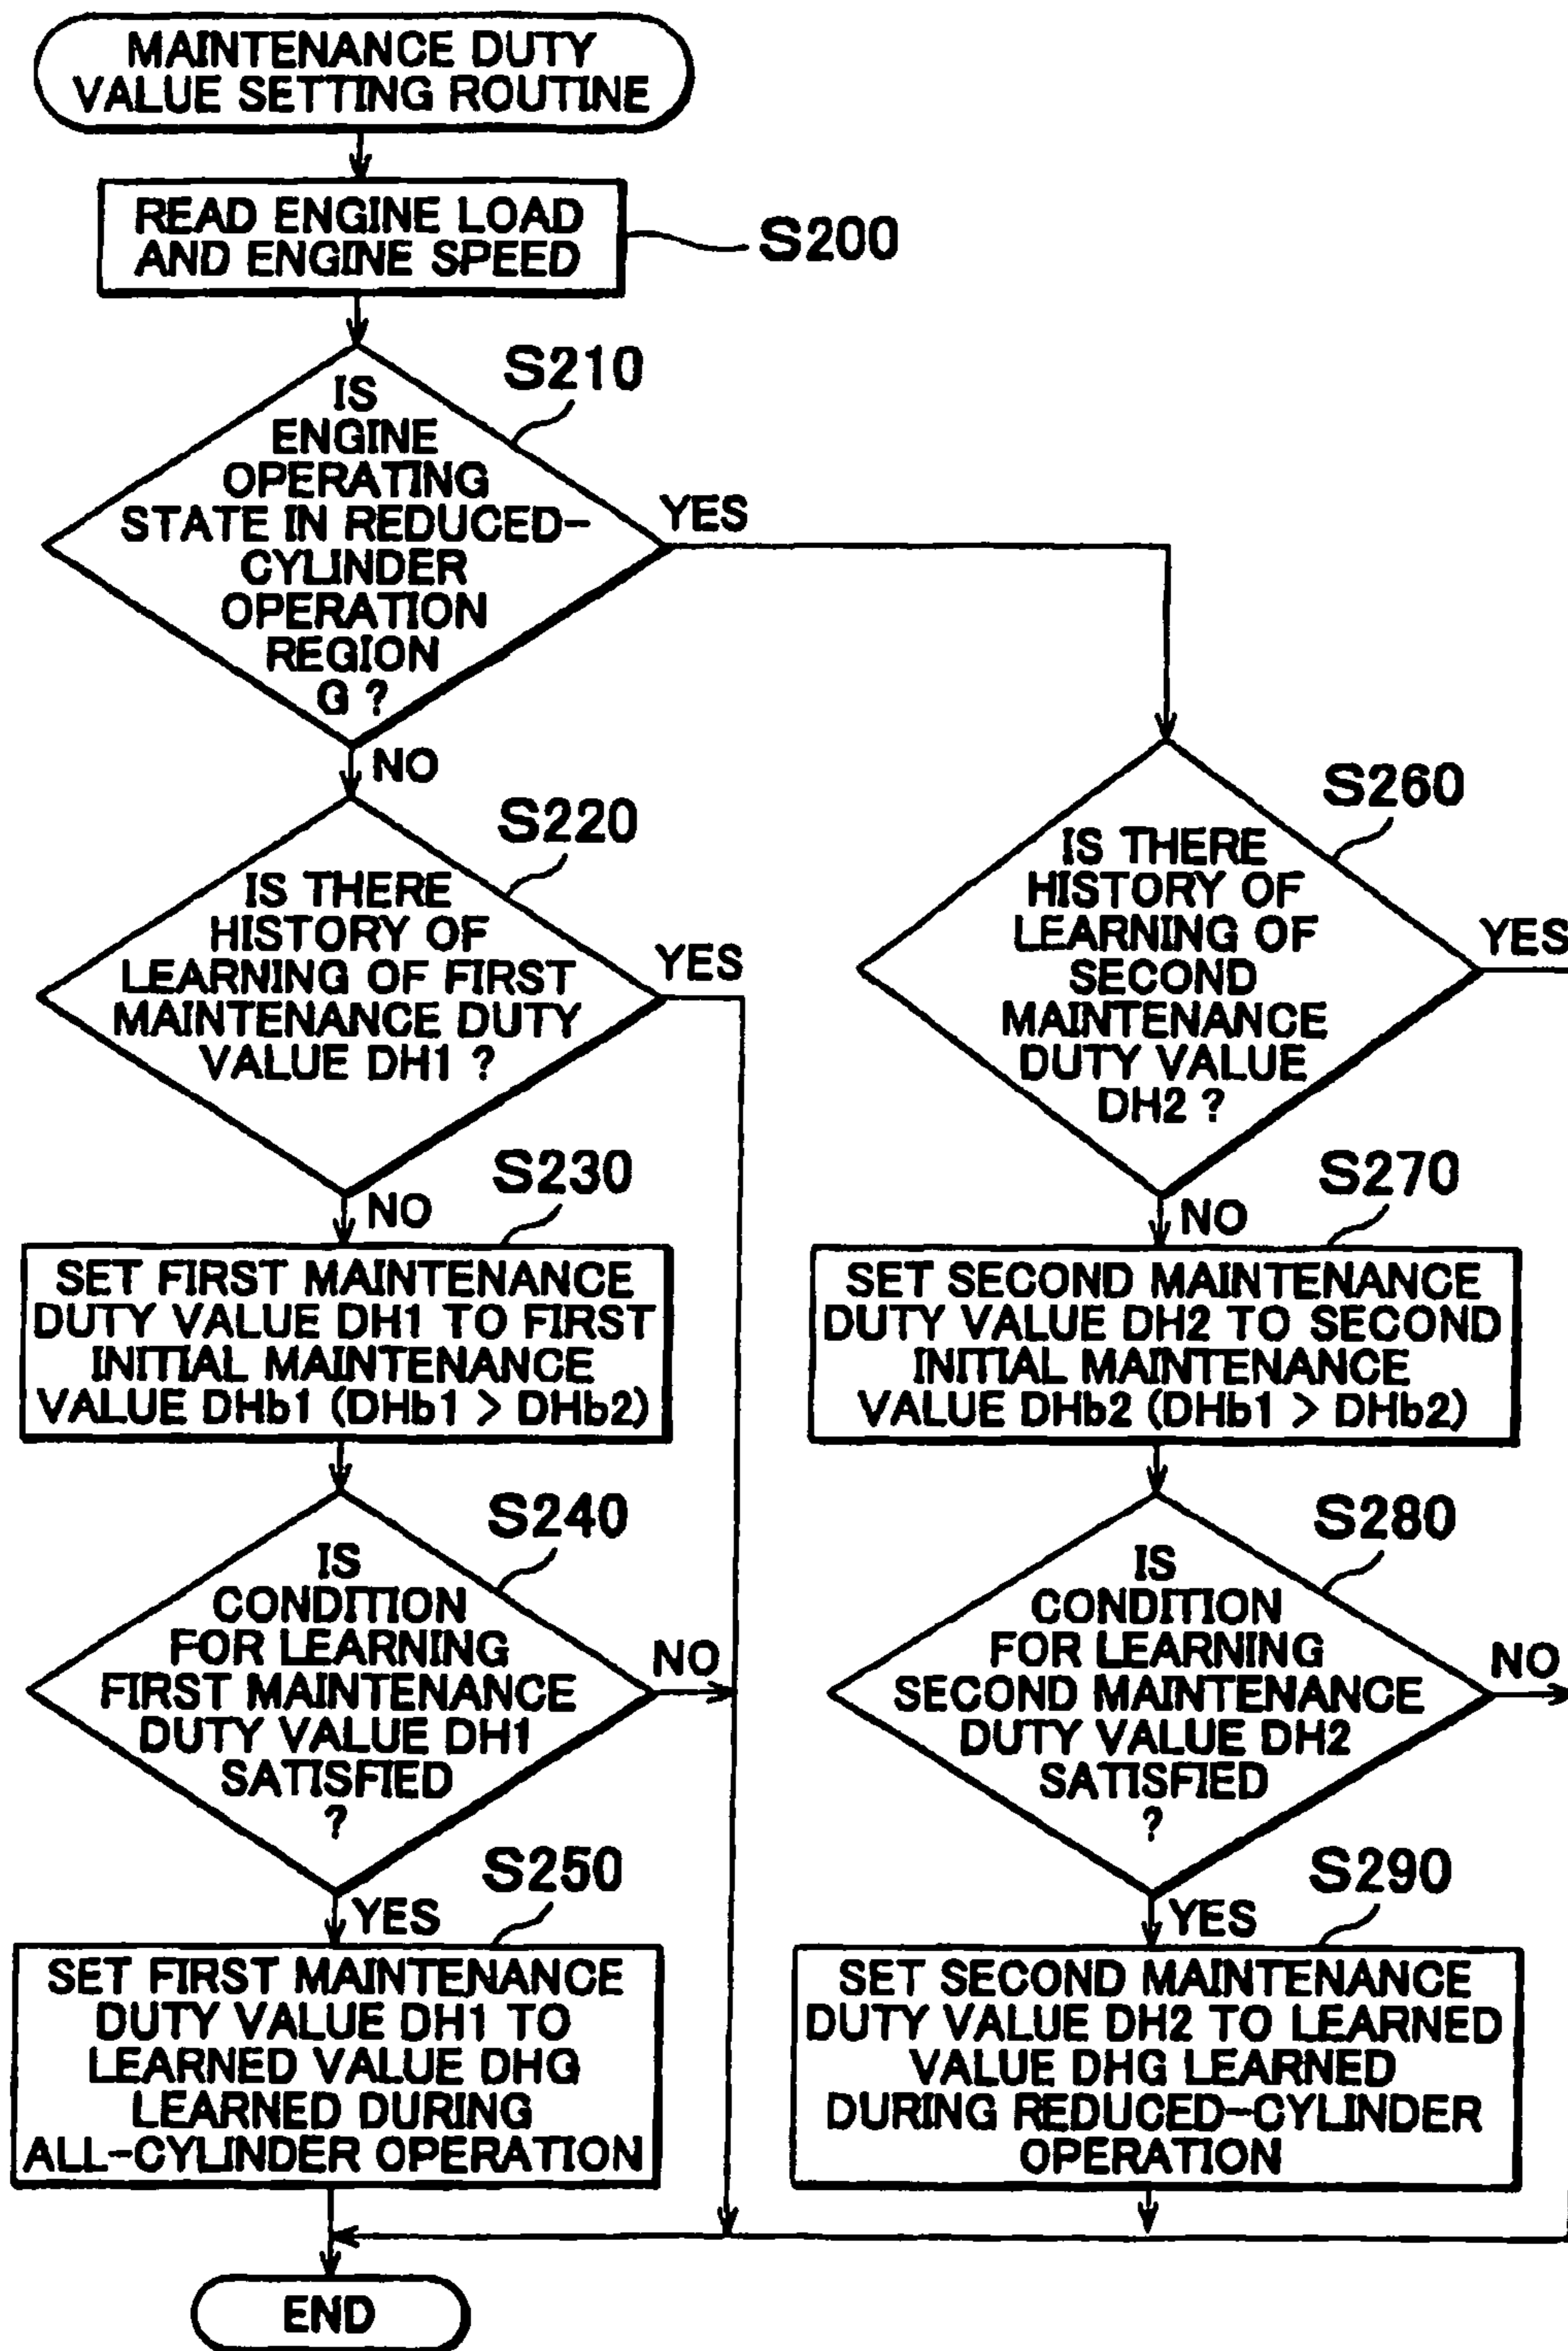 MAINTENANCE DUTY
VALUE SETTING ROUTINE
READ ENGINE LOAD
AND ENGINE SPEED
S200
S210
IS
ENGINE
OPERATING
STATE IN REDUCED-
CYLINDER
OPERATION
REGION
G ?
YES
NO
S220
IS THERE
HISTORY OF
LEARNING OF FIRST
MAINTENANCE DUTY
VALUE DH1 ?
YES
NO
S230
SET FIRST MAINTENANCE
DUTY VALUE DH1 TO FIRST
INITIAL MAINTENANCE
VALUE DHb1 (DHb1 > DHb2)
S240
IS
CONDITION
FOR LEARNING
FIRST MAINTENANCE
DUTY VALUE DH1
SATISFIED
?
NO
YES
S250
SET FIRST MAINTENANCE
DUTY VALUE DH1 TO
LEARNED VALUE DHG
LEARNED DURING
ALL-CYLINDER OPERATION
S260
IS THERE
HISTORY OF
LEARNING OF
SECOND
MAINTENANCE
DUTY VALUE
DH2 ?
YES
NO
S270
SET SECOND MAINTENANCE
DUTY VALUE DH2 TO SECOND
INITIAL MAINTENANCE
VALUE DHb2 (DHb1 > DHb2)
S280
IS
CONDITION
FOR LEARNING
SECOND MAINTENANCE
DUTY VALUE DH2
SATISFIED
?
NO
YES
S290
SET SECOND MAINTENANCE
DUTY VALUE DH2 TO LEARNED
VALUE DHG LEARNED
DURING REDUCED-CYLINDER
OPERATION
END